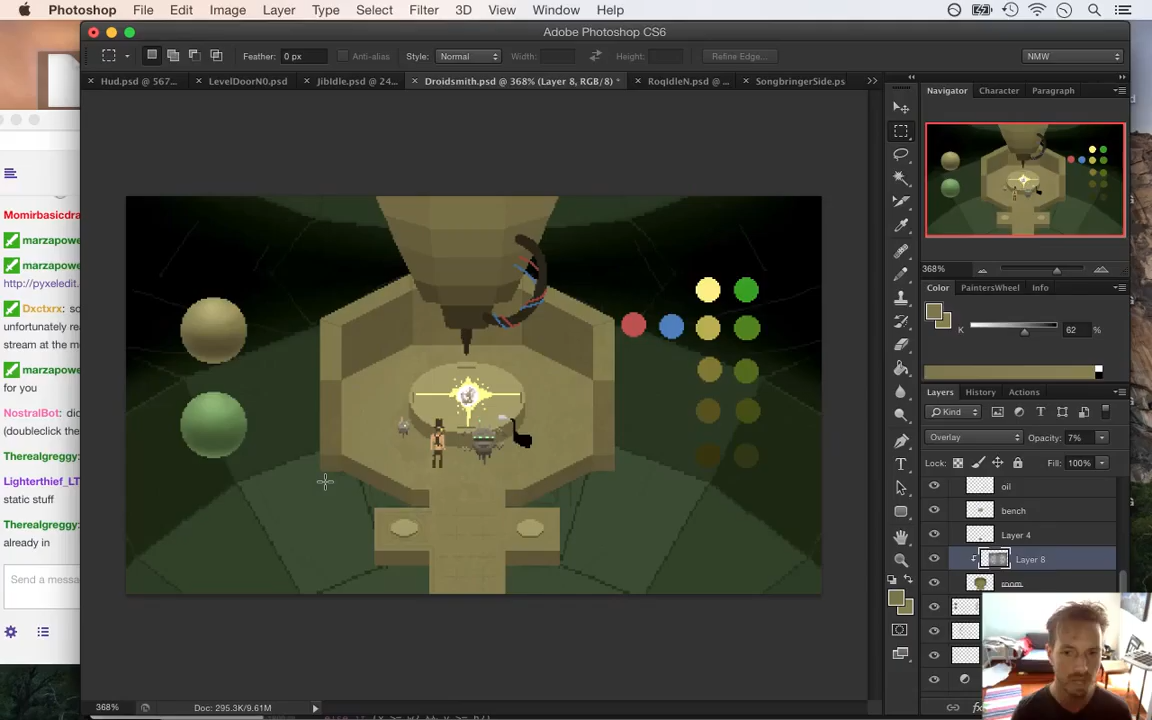 Photoshop File Edit Image Layer Type Select Filter 3D View Window Help
Adobe Photoshop CS6
Feather: 0 px Anti-alias Style: Normal Width: Height: Refine Edge... NMW
Hud.psd @ 567... LevelDoorN0.psd JibIdle.psd @ 24... Droidsmith.psd @ 368% (Layer 8, RGB/8) * RoqIdleN.psd @ ... SongbringerSide.ps
Navigator Character Paragraph
368%
Color PaintersWheel Info
K 62 %
Layers History Actions
Kind
Overlay Opacity: 7%
Lock: Fill: 100%
oil
bench
Layer 4
Layer 8
room
fx
Momirbasicdra
marzapowe
marzapowe
http://pyxeledit.
Dxctxrx: so
unfortunately rea
stream at the m
marzapowe
for you
NostralBot: dic
(doubleclick the
Therealgreggy:
Lighterthief_LT
static stuff
Therealgreggy:
already in
Send a messa
368% Doc: 295.3K/9.61M